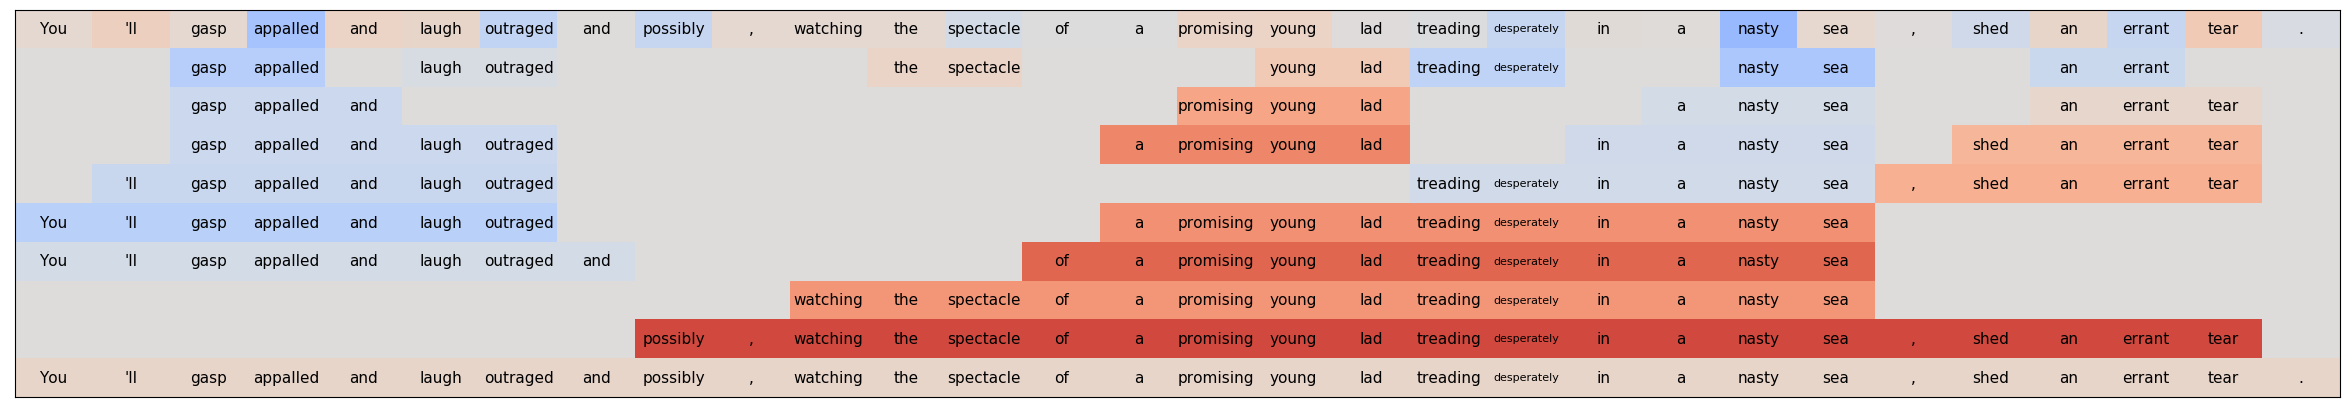 You 'll gasp appalled and laugh outraged and possibly , watching the spectacle of a promising young lad treading desperately in a nasty sea , shed an errant tear .
gasp appalled laugh outraged the spectacle young lad treading desperately nasty sea an errant
gasp appalled and promising young lad a nasty sea an errant tear
gasp appalled and laugh outraged a promising young lad in a nasty sea shed an errant tear
'll gasp appalled and laugh outraged treading desperately in a nasty sea , shed an errant tear
You 'll gasp appalled and laugh outraged a promising young lad treading desperately in a nasty sea
You 'll gasp appalled and laugh outraged and of a promising young lad treading desperately in a nasty sea
watching the spectacle of a promising young lad treading desperately in a nasty sea
possibly , watching the spectacle of a promising young lad treading desperately in a nasty sea , shed an errant tear
You 'll gasp appalled and laugh outraged and possibly , watching the spectacle of a promising young lad treading desperately in a nasty sea , shed an errant tear .